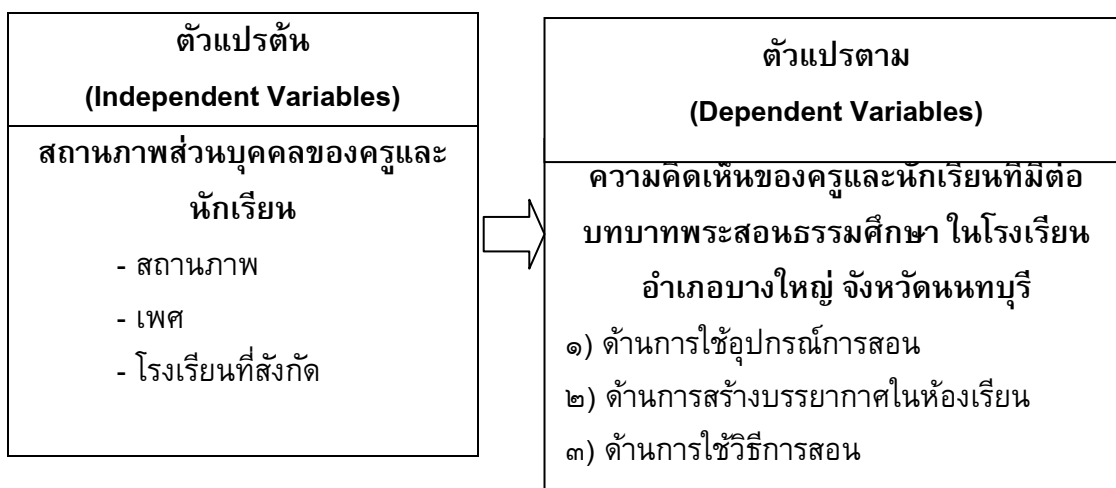 ตัวแปรต้น
(Independent Variables)
สถานภาพส่วนบุคคลของครูและ
นักเรียน
- สถานภาพ
- เพศ
- โรงเรียนที่สังกัด
ตัวแปรตาม
(Dependent Variables)
ความคิดเห็นของครูและนักเรียนที่มีต่อ
บทบาทพระสอนธรรมศึกษา ในโรงเรียน
อำเภอบางใหญ่ จังหวัดนนทบุรี
๑) ด้านการใช้อุปกรณ์การสอน
๒) ด้านการสร้างบรรยากาศในห้องเรียน
๓) ด้านการใช้วิธีการสอน